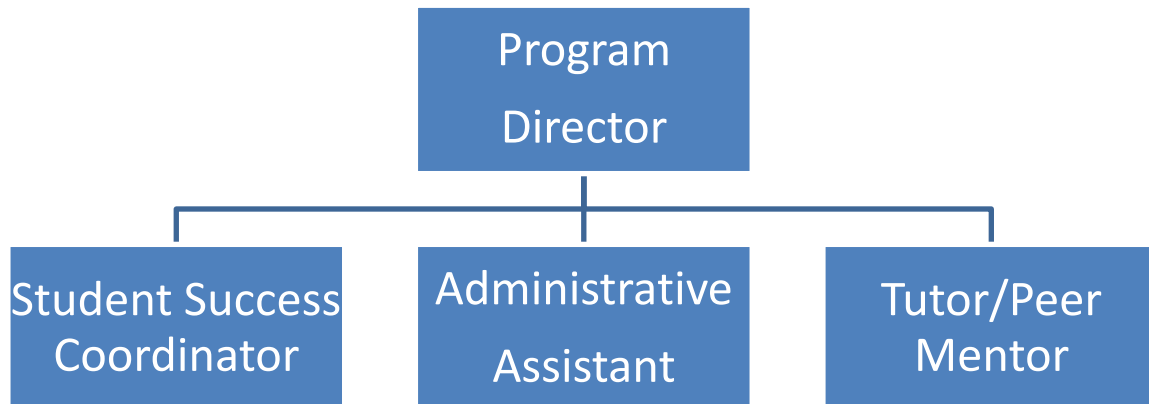 Program
Director
Student Success
Coordinator
Administrative
Assistant
Tutor/Peer
Mentor